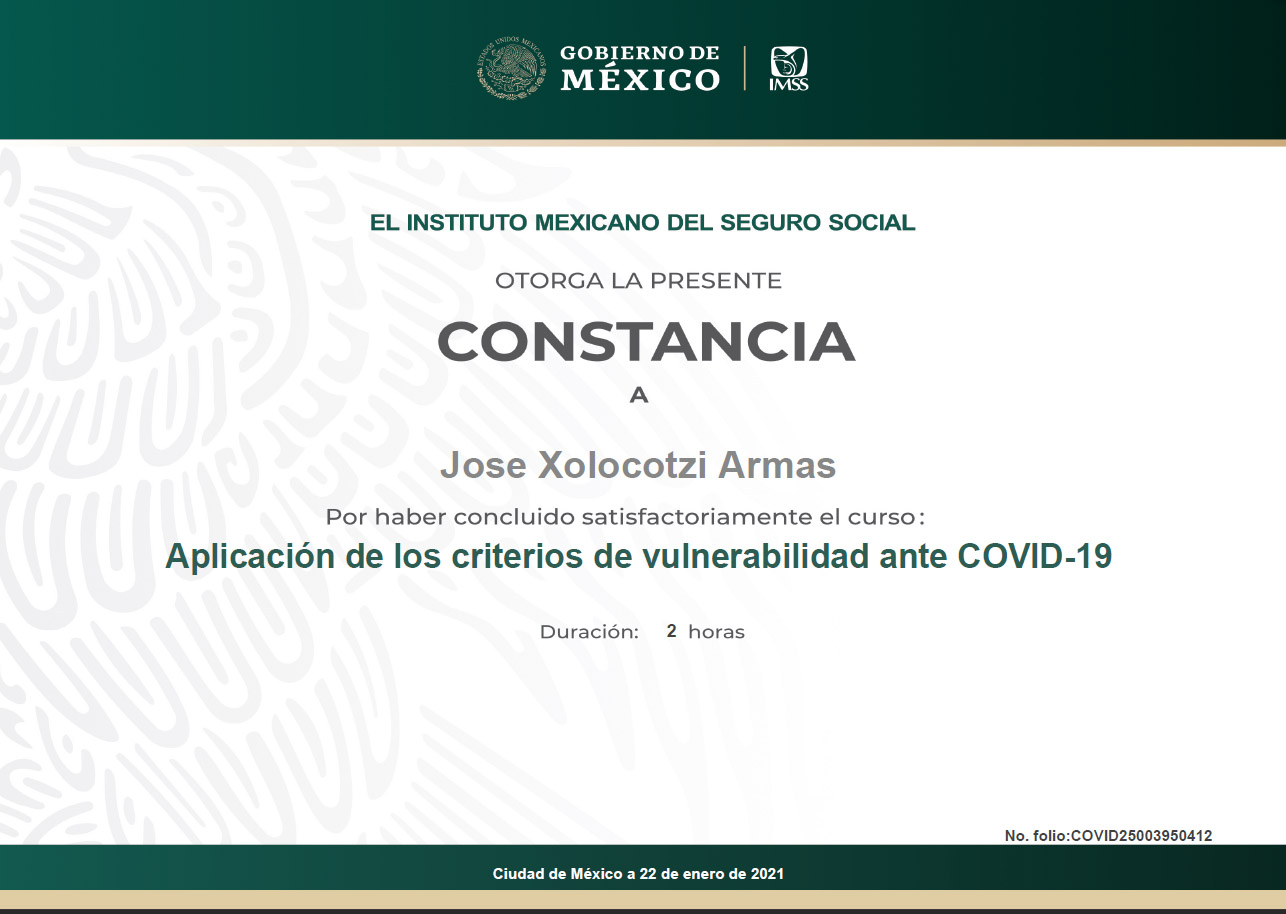 ESTADOS UNIDOS MEXICANOS
GOBIERNO DE
MÉXICO
IMSS
EL INSTITUTO MEXICANO DEL SEGURO SOCIAL
OTORGA LA PRESENTE
CONSTANCIA
A
Jose Xolocotzi Armas
Por haber concluido satisfactoriamente el curso:
Aplicación de los criterios de vulnerabilidad ante COVID-19
Duración: 2 horas
No. folio:COVID25003950412
Ciudad de México a 22 de enero de 2021